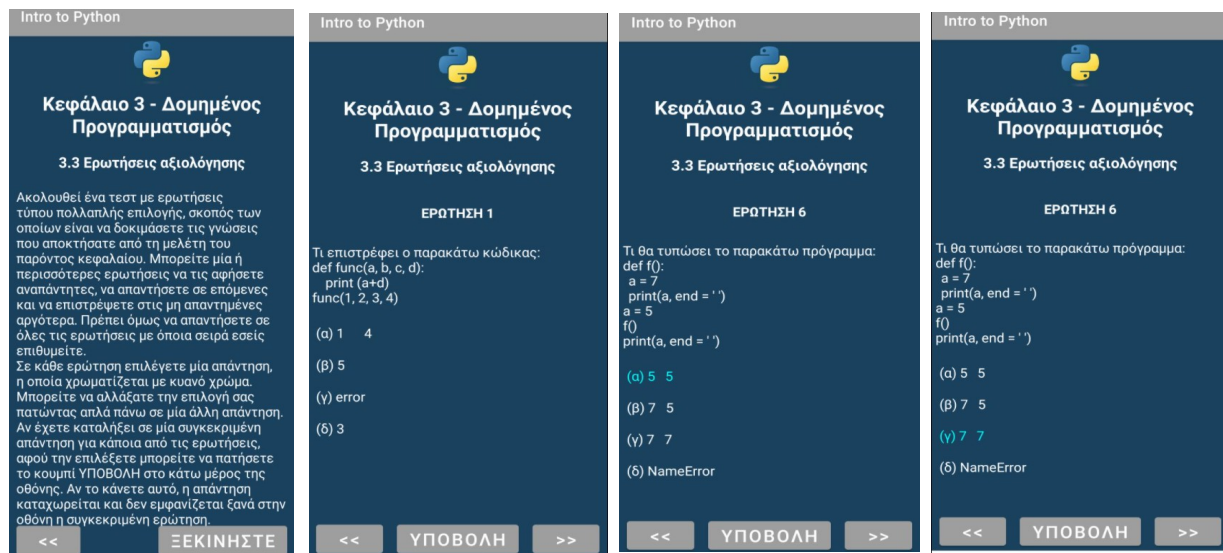 Intro to Python
Κεφάλαιο 3 - Δομημένος
Προγραμματισμός
3.3 Ερωτήσεις αξιολόγησης
Ακολουθεί ένα τεστ με ερωτήσεις
τύπου πολλαπλής επιλογής, σκοπός των
οποίων είναι να δοκιμάσετε τις γνώσεις
που αποκτήσατε από τη μελέτη του
παρόντος κεφαλαίου. Μπορείτε μία ή
περισσότερες ερωτήσεις να τις αφήσετε
αναπάντητες, να απαντήσετε σε επόμενες
και να επιστρέψετε στις μη απαντημένες
αργότερα. Πρέπει όμως να απαντήσετε σε
όλες τις ερωτήσεις με όποια σειρά εσείς
επιθυμείτε.
Σε κάθε ερώτηση επιλέγετε μία απάντηση,
η οποία χρωματίζεται με κυανό χρώμα.
Μπορείτε να αλλάξατε την επιλογή σας
πατώντας απλά πάνω σε μία άλλη απάντηση.
Αν έχετε καταλήξει σε μία συγκεκριμένη
απάντηση για κάποια από τις ερωτήσεις,
αφού την επιλέξετε μπορείτε να πατήσετε
το κουμπί ΥΠΟΒΟΛΗ στο κάτω μέρος της
οθόνης. Αν το κάνετε αυτό, η απάντηση
καταχωρείται και δεν εμφανίζεται ξανά στην
οθόνη η συγκεκριμένη ερώτηση.
<< ΞΕΚΙΝΗΣΤΕ
Intro to Python
Κεφάλαιο 3 - Δομημένος
Προγραμματισμός
3.3 Ερωτήσεις αξιολόγησης
ΕΡΩΤΗΣΗ 1
Τι επιστρέφει ο παρακάτω κώδικας:
def func(a, b, c, d):
print (a+d)
func(1, 2, 3, 4)
(α) 1 4
(β) 5
(γ) error
(δ) 3
<< ΥΠΟΒΟΛΗ >>
Intro to Python
Κεφάλαιο 3 - Δομημένος
Προγραμματισμός
3.3 Ερωτήσεις αξιολόγησης
ΕΡΩΤΗΣΗ 6
Τι θα τυπώσει το παρακάτω πρόγραμμα:
def f():
a = 7
print(a, end = ' ')
a = 5
f()
print(a, end = ' ')
(α) 5 5
(β) 7 5
(γ) 7 7
(δ) NameError
<< ΥΠΟΒΟΛΗ >>
Intro to Python
Κεφάλαιο 3 - Δομημένος
Προγραμματισμός
3.3 Ερωτήσεις αξιολόγησης
ΕΡΩΤΗΣΗ 6
Τι θα τυπώσει το παρακάτω πρόγραμμα:
def f():
a = 7
print(a, end = ' ')
a = 5
f()
print(a, end = ' ')
(α) 5 5
(β) 7 5
(γ) 7 7
(δ) NameError
<< ΥΠΟΒΟΛΗ >>